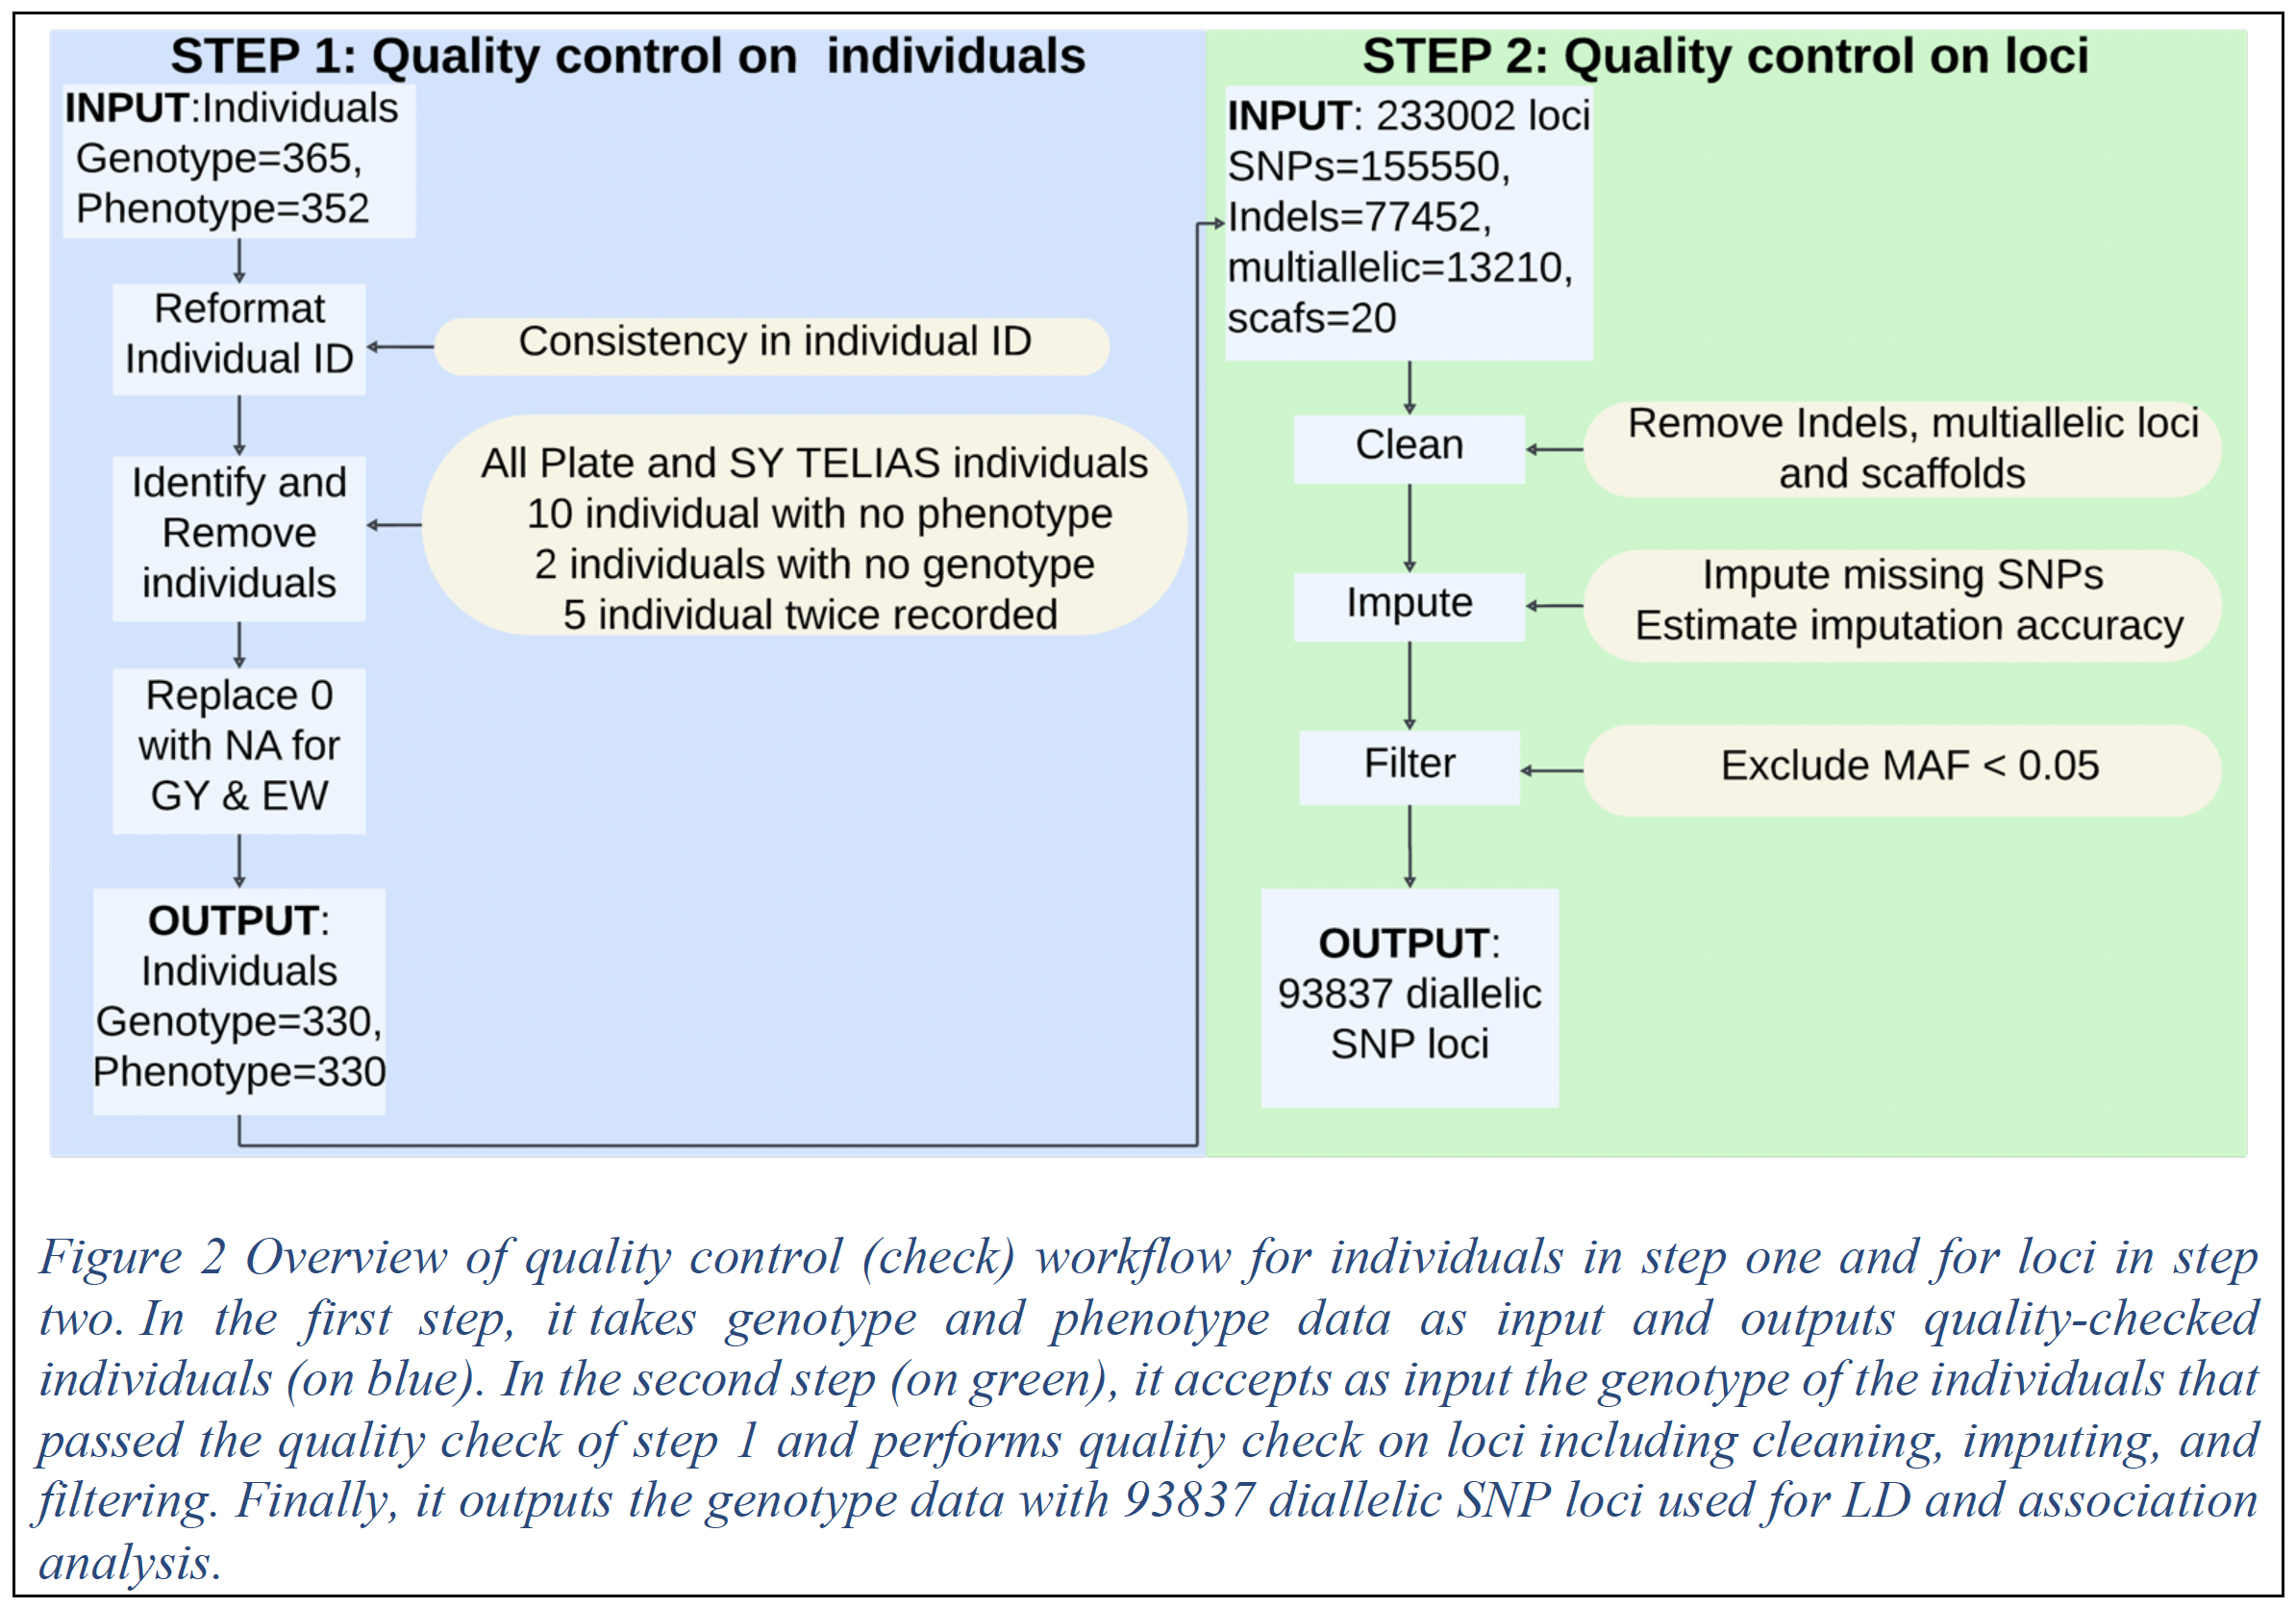 STEP 1: Quality control on individuals
INPUT:Individuals
Genotype=365,
Phenotype=352
Reformat
Individual ID
Consistency in individual ID
Identify and
Remove
individuals
All Plate and SY TELIAS individuals
10 individual with no phenotype
2 individuals with no genotype
5 individual twice recorded
Replace 0
with NA for
GY & EW
OUTPUT:
Individuals
Genotype=330,
Phenotype=330
STEP 2: Quality control on loci
INPUT: 233002 loci
SNPs=155550,
Indels=77452,
multiallelic=13210,
scafs=20
Clean
Remove Indels, multiallelic loci
and scaffolds
Impute
Impute missing SNPs
Estimate imputation accuracy
Filter
Exclude MAF < 0.05
OUTPUT:
93837 diallelic
SNP loci
Figure 2 Overview of quality control (check) workflow for individuals in step one and for loci in step
two. In the first step, it takes genotype and phenotype data as input and outputs quality-checked
individuals (on blue). In the second step (on green), it accepts as input the genotype of the individuals that
passed the quality check of step 1 and performs quality check on loci including cleaning, imputing, and
filtering. Finally, it outputs the genotype data with 93837 diallelic SNP loci used for LD and association
analysis.